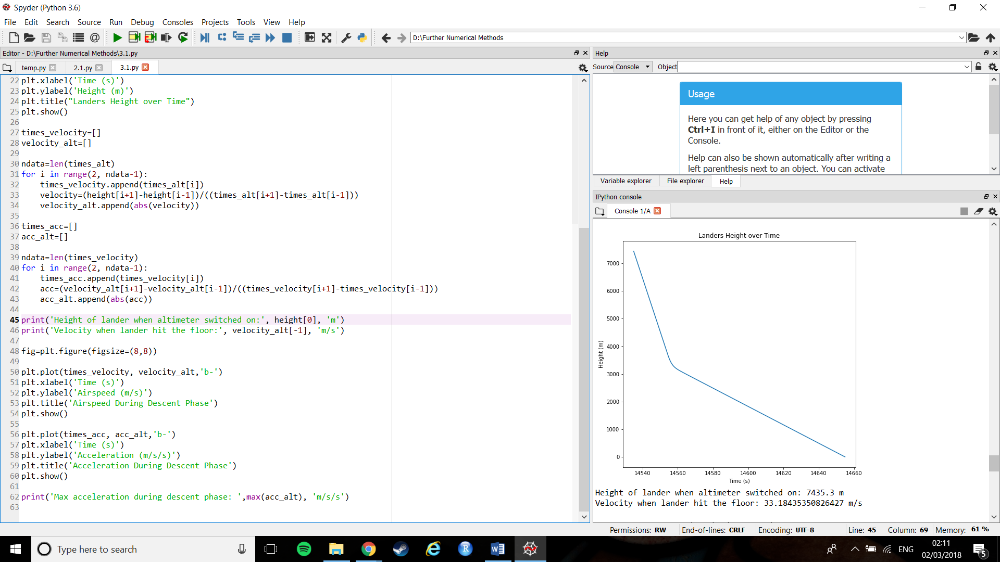 Spyder (Python 3.6)
File Edit Search Source Run Debug Consoles Projects Tools View Help
D:\Further Numerical Methods
Editor - D:\Further Numerical Methods\3.1.py
temp.py 2.1.py 3.1.py
22 plt.xlabel('Time (s)')
23 plt.ylabel('Height (m)')
24 plt.title("Landers Height over Time")
25 plt.show()
26
27 times_velocity=[]
28 velocity_alt=[]
29
30 ndata=len(times_alt)
31 for i in range(2, ndata-1):
32     times_velocity.append(times_alt[i])
33     velocity=(height[i+1]-height[i-1])/((times_alt[i+1]-times_alt[i-1]))
34     velocity_alt.append(abs(velocity))
35
36 times_acc=[]
37 acc_alt=[]
38
39 ndata=len(times_velocity)
40 for i in range(2, ndata-1):
41     times_acc.append(times_velocity[i])
42     acc=(velocity_alt[i+1]-velocity_alt[i-1])/((times_velocity[i+1]-times_velocity[i-1]))
43     acc_alt.append(abs(acc))
44
45 print('Height of lander when altimeter switched on:', height[0], 'm')
46 print('Velocity when lander hit the floor:', velocity_alt[-1], 'm/s')
47
48 fig=plt.figure(figsize=(8,8))
49
50 plt.plot(times_velocity, velocity_alt,'b-')
51 plt.xlabel('Time (s)')
52 plt.ylabel('Airspeed (m/s)')
53 plt.title('Airspeed During Descent Phase')
54 plt.show()
55
56 plt.plot(times_acc, acc_alt,'b-')
57 plt.xlabel('Time (s)')
58 plt.ylabel('Acceleration (m/s/s)')
59 plt.title('Acceleration During Descent Phase')
60 plt.show()
61
62 print('Max acceleration during descent phase: ',max(acc_alt), 'm/s/s')
63
Help
Source Console Object
Usage
Here you can get help of any object by pressing
Ctrl+I in front of it, either on the Editor or the
Console.
Help can also be shown automatically after writing a
left parenthesis next to an object. You can activate
Variable explorer File explorer Help
IPython console
Console 1/A
Landers Height over Time
7000
6000
5000
4000
3000
2000
1000
0
Height (m)
14540 14560 14580 14600 14620 14640 14660
Time (s)
Height of lander when altimeter switched on: 7435.3 m
Velocity when lander hit the floor: 33.18435350826427 m/s
Permissions: RW End-of-lines: CRLF Encoding: UTF-8 Line: 45 Column: 69 Memory: 61 %
Type here to search
ENG
02:11
02/03/2018
5